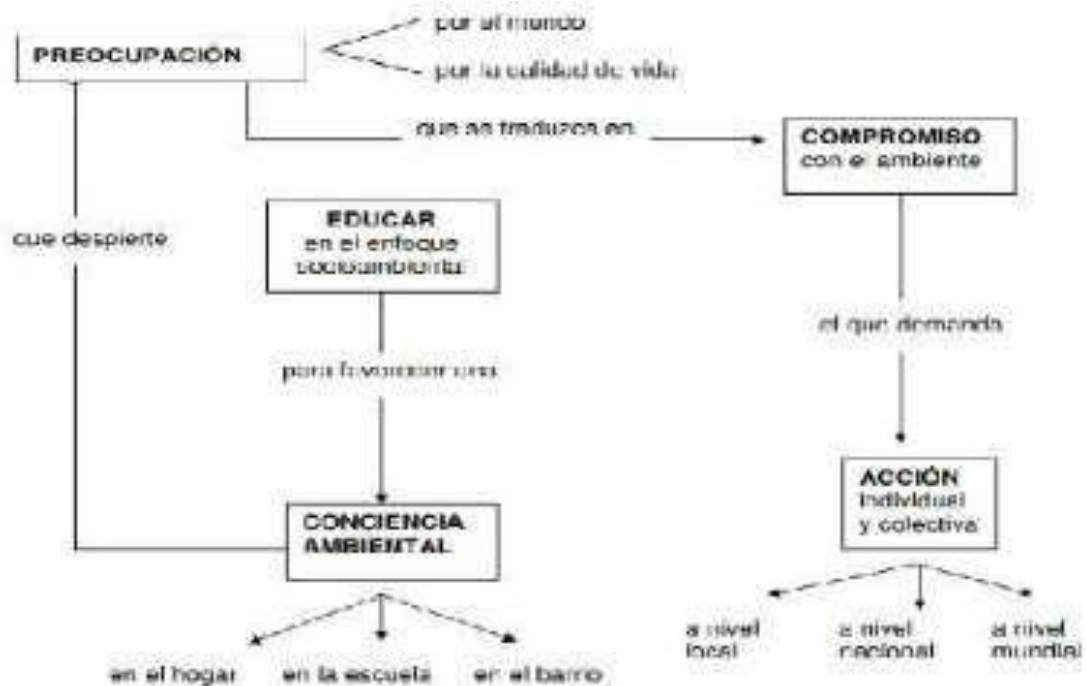 por el mundo
PREOCUPACIÓN
por la calidad de vida
que se traduzca en
COMPROMISO
con el ambiente
que despierte
EDUCAR
en el enfoque
socioambiental
el que demanda
para favorecer una
ACCIÓN
individual
y colectiva
CONCIENCIA
AMBIENTAL
en el hogar
en la escuela
en el barrio
a nivel
local
a nivel
nacional
a nivel
mundial